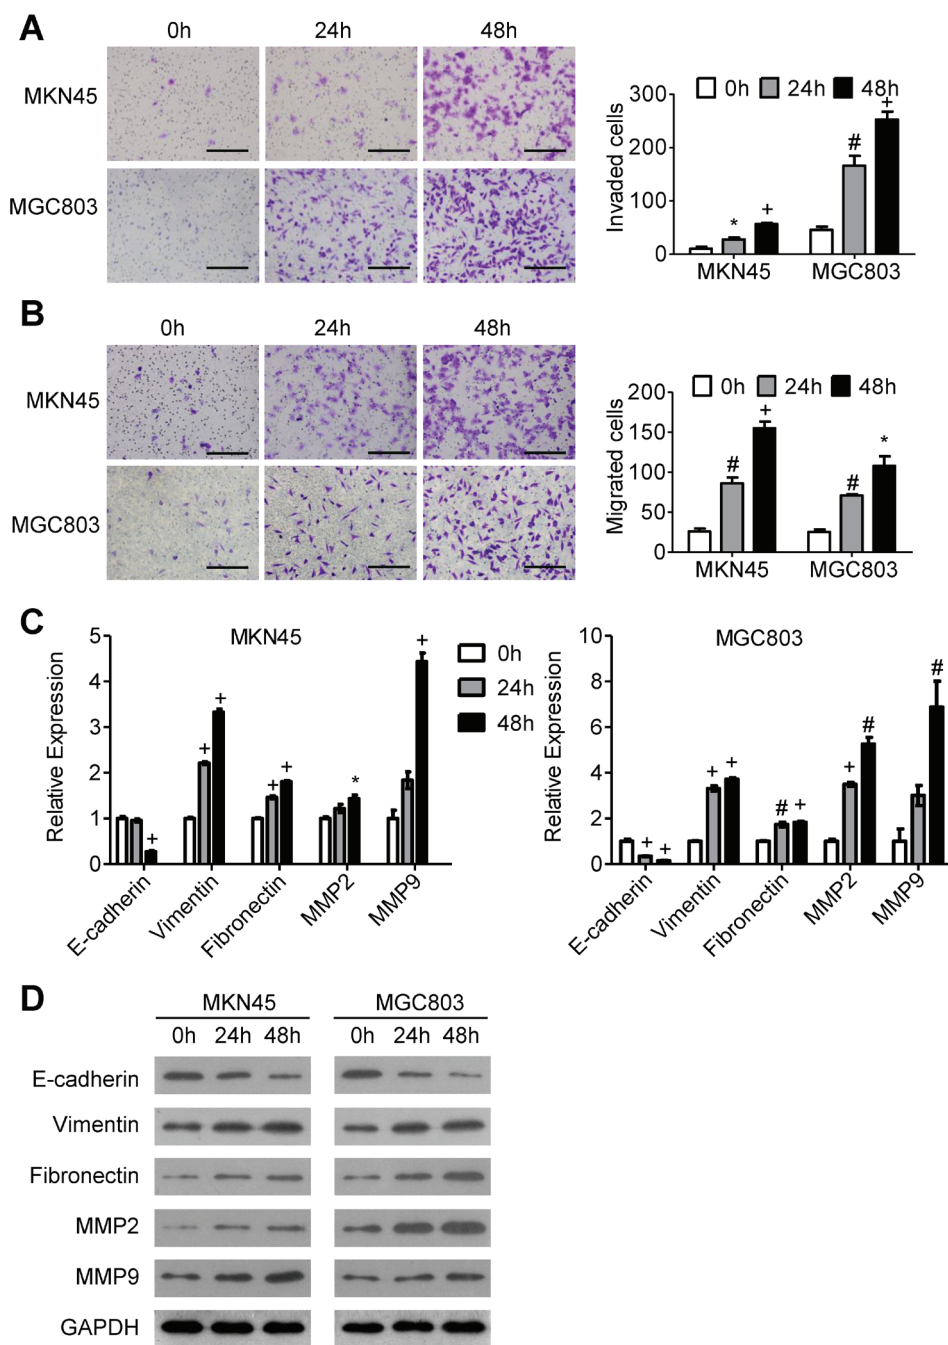 A
0h 24h 48h
MKN45
MGC803
0h 24h 48h
Invaded cells
300
200
100
0
* + # +
MKN45 MGC803
B
0h 24h 48h
MKN45
MGC803
0h 24h 48h
Migrated cells
200
150
100
50
0
# + # *
MKN45 MGC803
C
MKN45
Relative Expression
5
4
3
2
1
0
+ + + + + * +
E-cadherin Vimentin Fibronectin MMP2 MMP9
0h
24h
48h
MGC803
Relative Expression
10
8
6
4
2
0
+ + + + # + + # #
E-cadherin Vimentin Fibronectin MMP2 MMP9
D
MKN45 MGC803
0h 24h 48h 0h 24h 48h
E-cadherin
Vimentin
Fibronectin
MMP2
MMP9
GAPDH